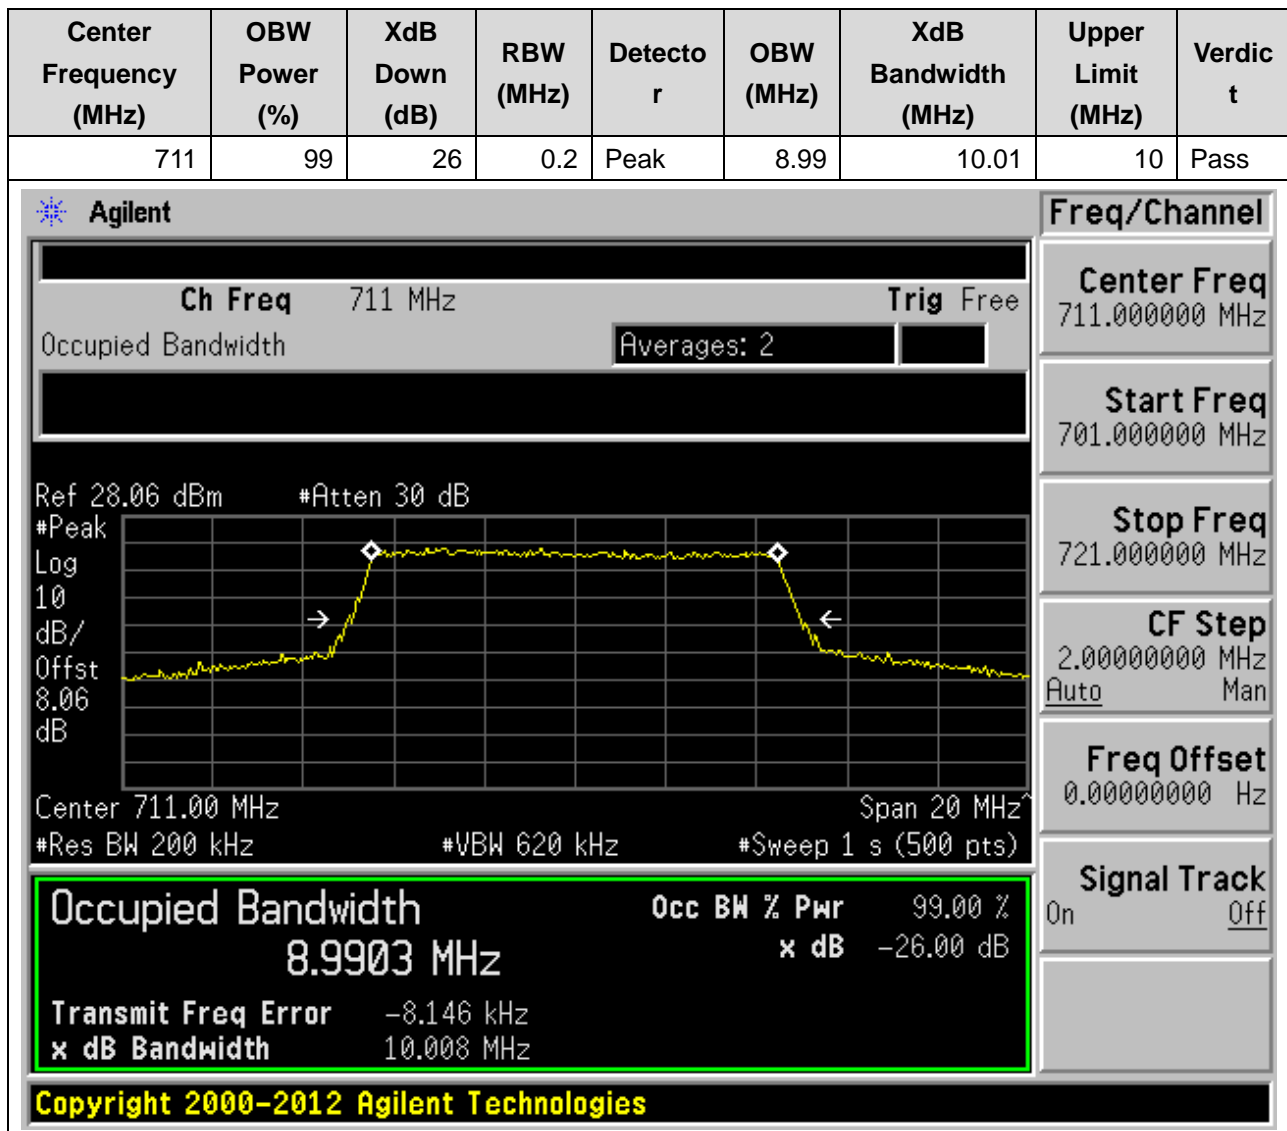 Center Frequency (MHz) OBW Power (%) XdB Down (dB) RBW (MHz) Detector OBW (MHz) XdB Bandwidth (MHz) Upper Limit (MHz) Verdict
711 99 26 0.2 Peak 8.99 10.01 10 Pass
Agilent
Ch Freq 711 MHz Trig Free
Occupied Bandwidth Averages: 2
Ref 28.06 dBm #Atten 30 dB
#Peak
Log
10
dB/
Offst
8.06
dB
Center 711.00 MHz Span 20 MHz^
#Res BW 200 kHz #VBW 620 kHz #Sweep 1 s (500 pts)
Occupied Bandwidth Occ BW % Pwr 99.00 %
8.9903 MHz x dB -26.00 dB
Transmit Freq Error -8.146 kHz
x dB Bandwidth 10.008 MHz
Copyright 2000-2012 Agilent Technologies
Freq/Channel
Center Freq
711.000000 MHz
Start Freq
701.000000 MHz
Stop Freq
721.000000 MHz
CF Step
2.00000000 MHz
Auto Man
Freq Offset
0.00000000 Hz
Signal Track
On Off